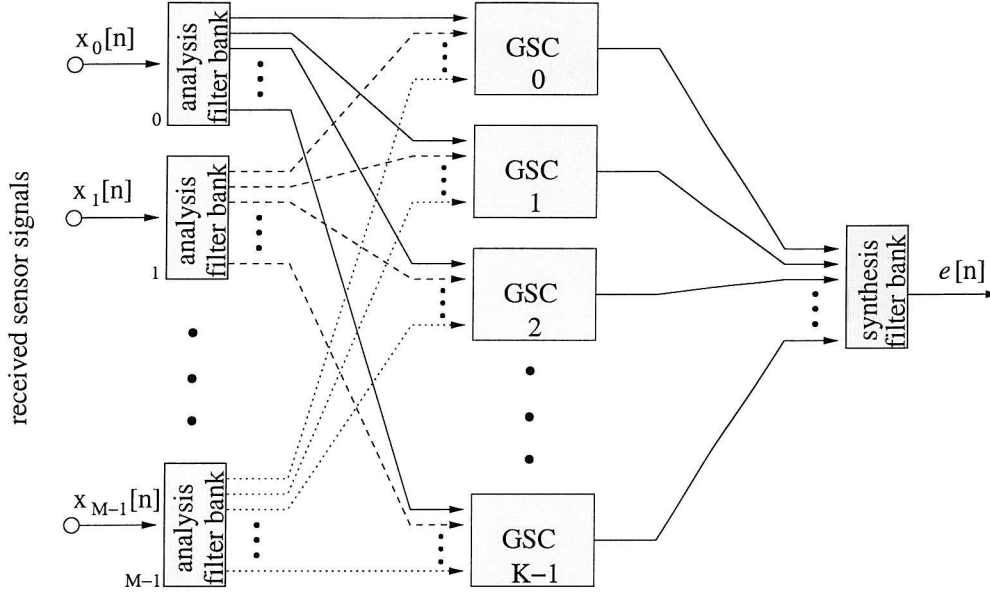 received sensor signals
x0[n]
analysis
filter bank
0
x1[n]
analysis
filter bank
1
xM−1[n]
analysis
filter bank
M−1
GSC
0
GSC
1
GSC
2
GSC
K−1
synthesis
filter bank
e[n]